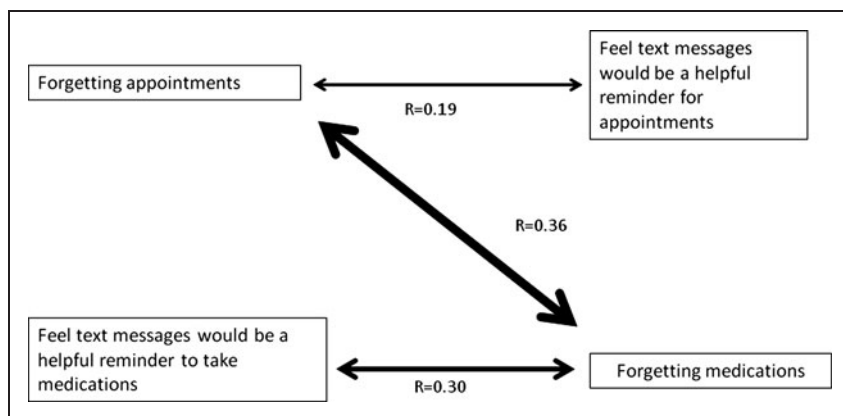 Forgetting appointments
Feel text messages
would be a helpful
reminder for
appointments
R=0.19
R=0.36
Feel text messages would be a
helpful reminder to take
medications
R=0.30
Forgetting medications